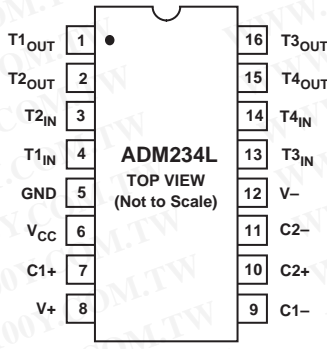 T1OUT 1 16 T3OUT
T2OUT 2 15 T4OUT
T2IN 3 14 T4IN
T1IN 4 13 T3IN
ADM234L
TOP VIEW
(Not to Scale)
GND 5 12 V–
VCC 6 11 C2–
C1+ 7 10 C2+
V+ 8 9 C1–